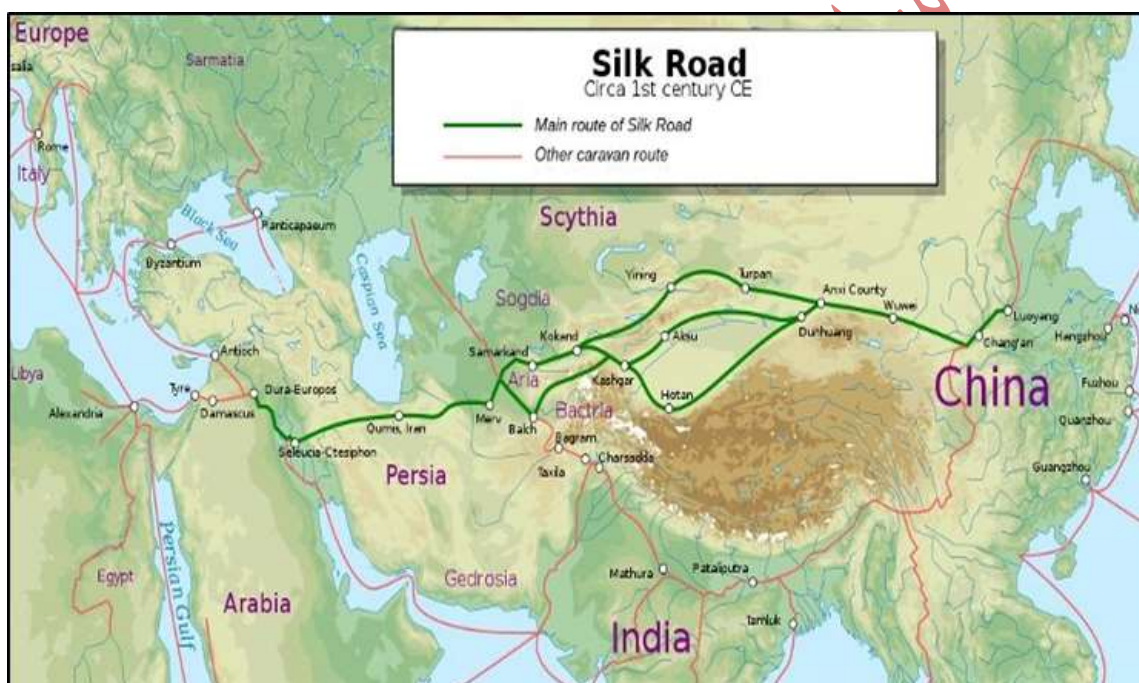 Europe
Sarmatia
Silk Road
Circa 1st century CE
Main route of Silk Road
Other caravan route
Rome
Italy
Black Sea
Panticapaeum
Byzantium
Caspian Sea
Scythia
Sogdia
Yining
Turpan
Anxi County
Wuwei
Luoyang
Hangzhou
Kokand
Aksu
Dunhuang
Chang'an
Samarkand
Antioch
Aria
Kashgar
Libya
Tyre
Dura-Europos
China
Fuzhou
Alexandria
Damascus
Merv
Balch
Bactria
Hotan
Qumis, Iran
Quanzhou
Seleucia-Ctesiphon
Bagram
Persia
Taxila
Charsadda
Guangzhou
Persian Gulf
Egypt
Arabia
Gedrosia
Mathura
Pataliputra
India
Tamluk